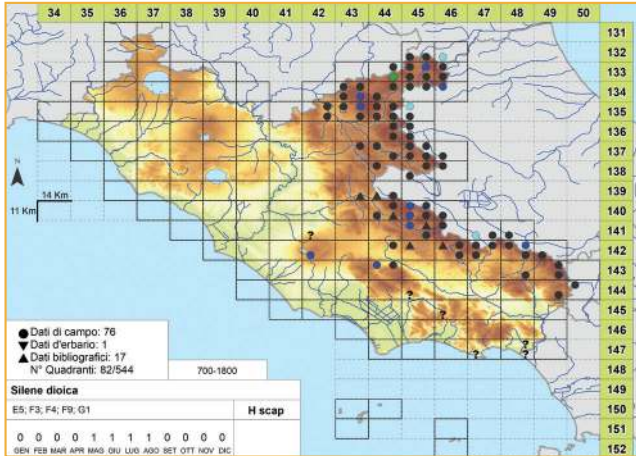 34 35 36 37 38 39 40 41 42 43 44 45 46 47 48 49 50
131
132
133
134
135
136
137
138
139
140
141
142
143
144
145
146
147
148
149
150
151
152
N
14 Km
11 Km
?
?
?
?
?
?
Dati di campo: 76
Dati d'erbario: 1
Dati bibliografici: 17
N° Quadranti: 82/544
700-1800
Silene dioica
E5; F3; F4; F9; G1
H scap
0 0 0 0 1 1 1 1 0 0 0 0
GEN FEB MAR APR MAG GIU LUG AGO SET OTT NOV DIC